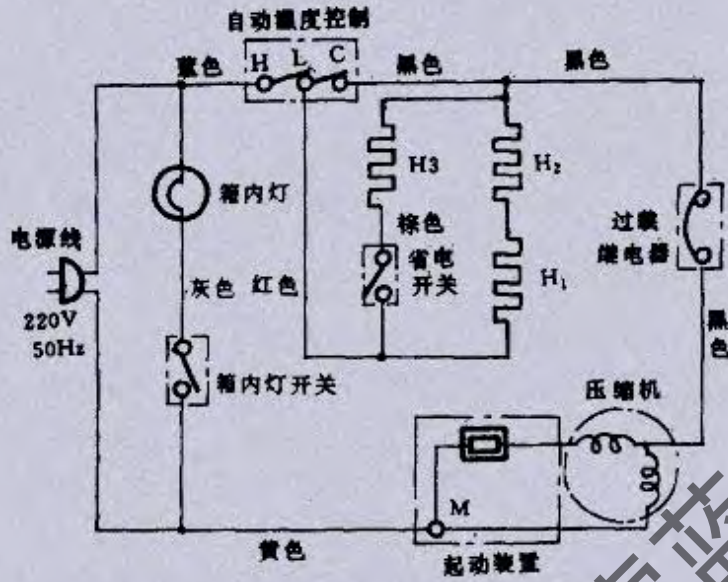 自动温度控制
蓝色
H
L
C
黑色
黑色
箱内灯
H3
H₂
过载
继电器
电源线
棕色
省电
开关
灰色
红色
H₁
220V
50Hz
黑
色
箱内灯开关
压缩机
M
黄色
起动装置
蓝